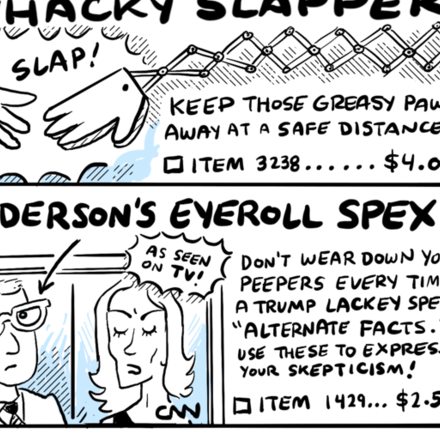 HACKY SLAPPER
SLAP!
KEEP THOSE GREASY PAW
AWAY AT A SAFE DISTANCE
ITEM 3238...... $4.0
DERSON'S EYEROLL SPEX
AS SEEN
ON TV!
DON'T WEAR DOWN YO
PEEPERS EVERY TIM
A TRUMP LACKEY SPE
"ALTERNATE FACTS.
USE THESE TO EXPRES
YOUR SKEPTICISM!
CNN
ITEM 1429... $2.5